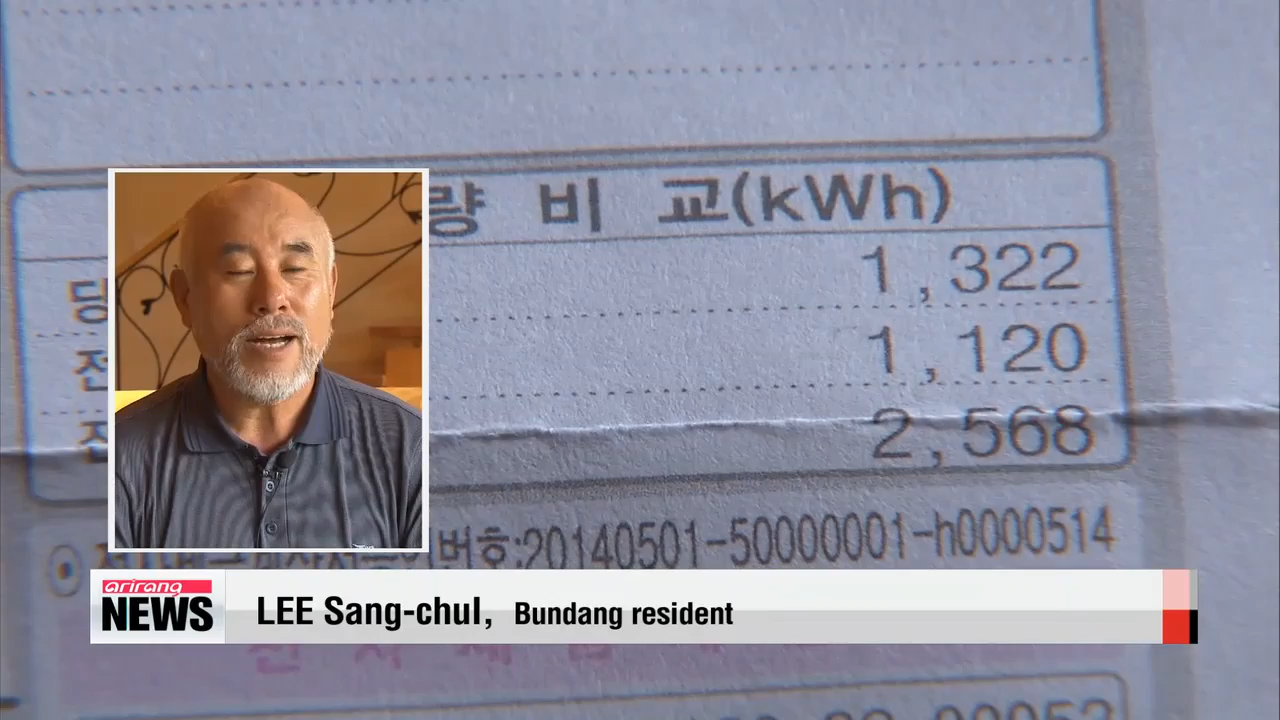 량 비 교(kWh)
1,322
1,120
2,568
번호:20140501-50000001-h0000514
arirang
NEWS
LEE Sang-chul, Bundang resident